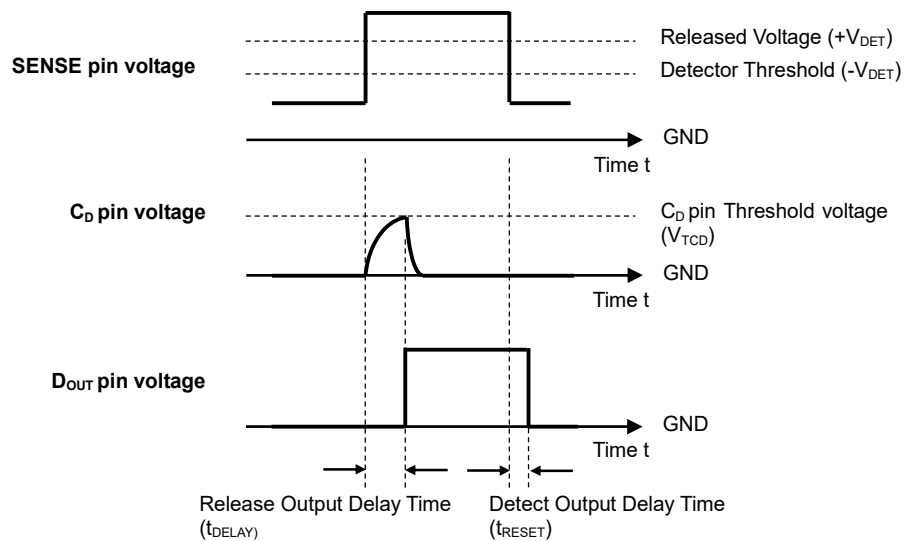 Released Voltage (+VDET)
SENSE pin voltage
Detector Threshold (-VDET)
GND
Time t
CD pin voltage
CD pin Threshold voltage
(VTCD)
GND
Time t
DOUT pin voltage
GND
Time t
Release Output Delay Time
(tDELAY)
Detect Output Delay Time
(tRESET)